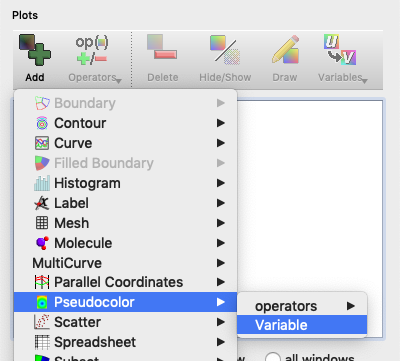 Plots
op( )
+/-
U
V
Add
Operators
Delete
Hide/Show
Draw
Variables
Boundary
Contour
Curve
Filled Boundary
Histogram
Label
Mesh
Molecule
MultiCurve
Parallel Coordinates
Pseudocolor
operators
Scatter
Variable
Spreadsheet
Subset
all windows